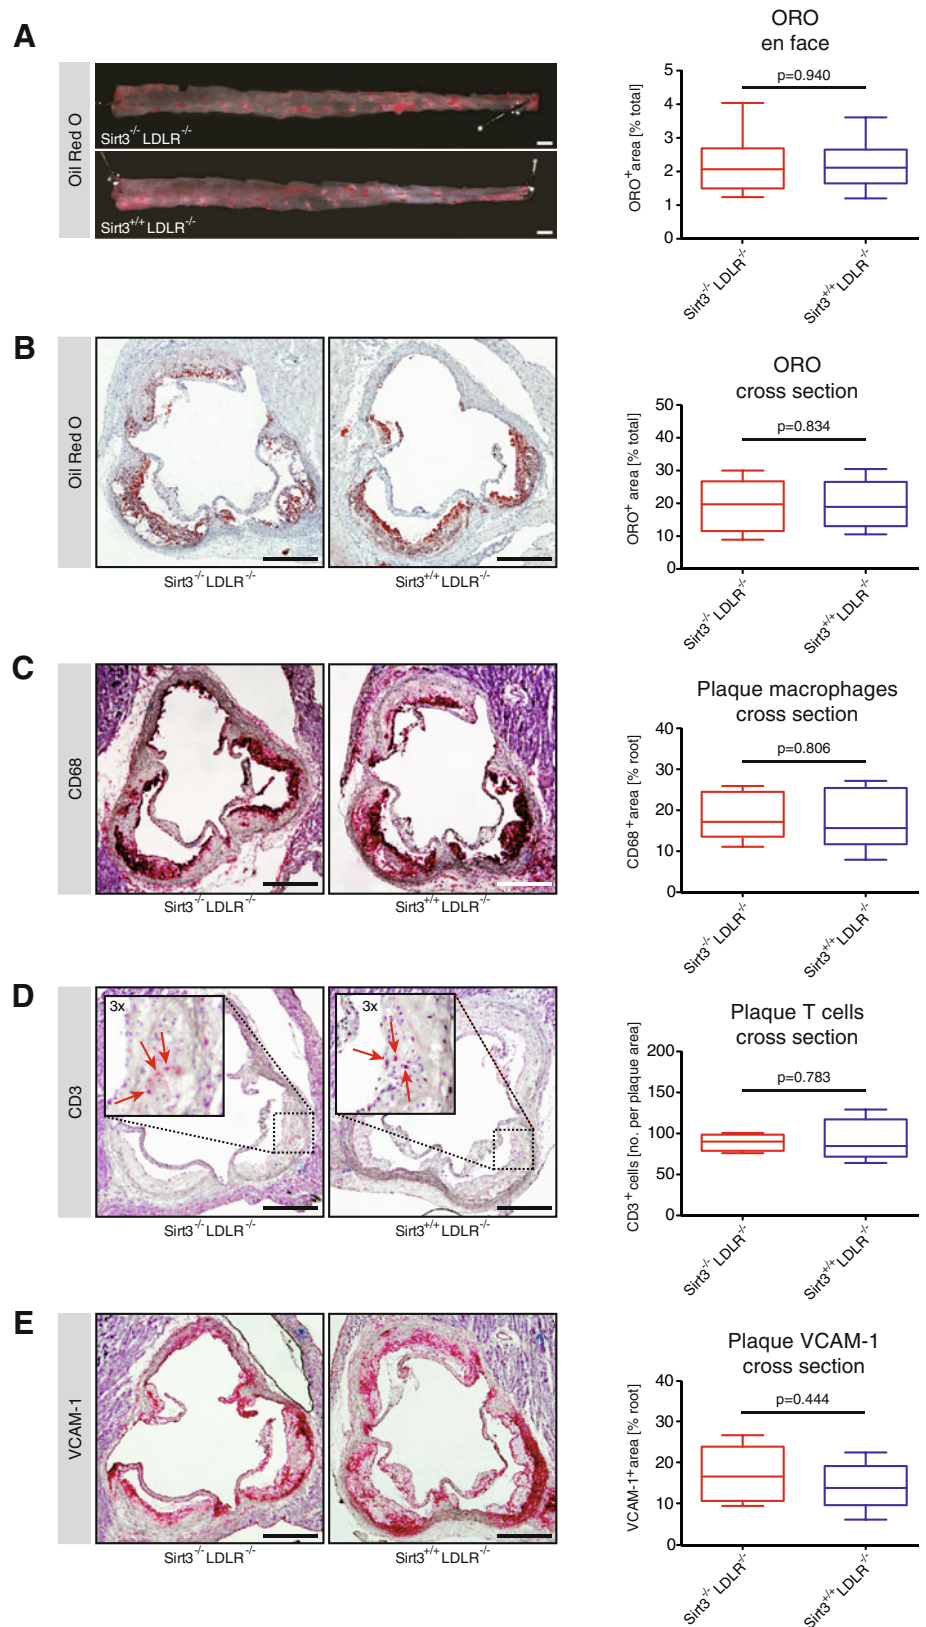 A
Oil Red O
Sirt3-/- LDLR-/-
Sirt3+/+ LDLR-/-
ORO
en face
ORO+ area [% total]
5
4
3
2
1
0
p=0.940
Sirt3-/- LDLR-/-
Sirt3+/+ LDLR-/-
B
Oil Red O
Sirt3-/- LDLR-/-
Sirt3+/+ LDLR-/-
ORO
cross section
ORO+ area [% total]
50
40
30
20
10
0
p=0.834
Sirt3-/- LDLR-/-
Sirt3+/+ LDLR-/-
C
CD68
Sirt3-/- LDLR-/-
Sirt3+/+ LDLR-/-
Plaque macrophages
cross section
CD68+ area [% root]
40
30
20
10
0
p=0.806
Sirt3-/- LDLR-/-
Sirt3+/+ LDLR-/-
D
CD3
3x
3x
Sirt3-/- LDLR-/-
Sirt3+/+ LDLR-/-
Plaque T cells
cross section
CD3+ cells [no. per plaque area]
200
150
100
50
0
p=0.783
Sirt3-/- LDLR-/-
Sirt3+/+ LDLR-/-
E
VCAM-1
Sirt3-/- LDLR-/-
Sirt3+/+ LDLR-/-
Plaque VCAM-1
cross section
VCAM-1+ area [% root]
40
30
20
10
0
p=0.444
Sirt3-/- LDLR-/-
Sirt3+/+ LDLR-/-